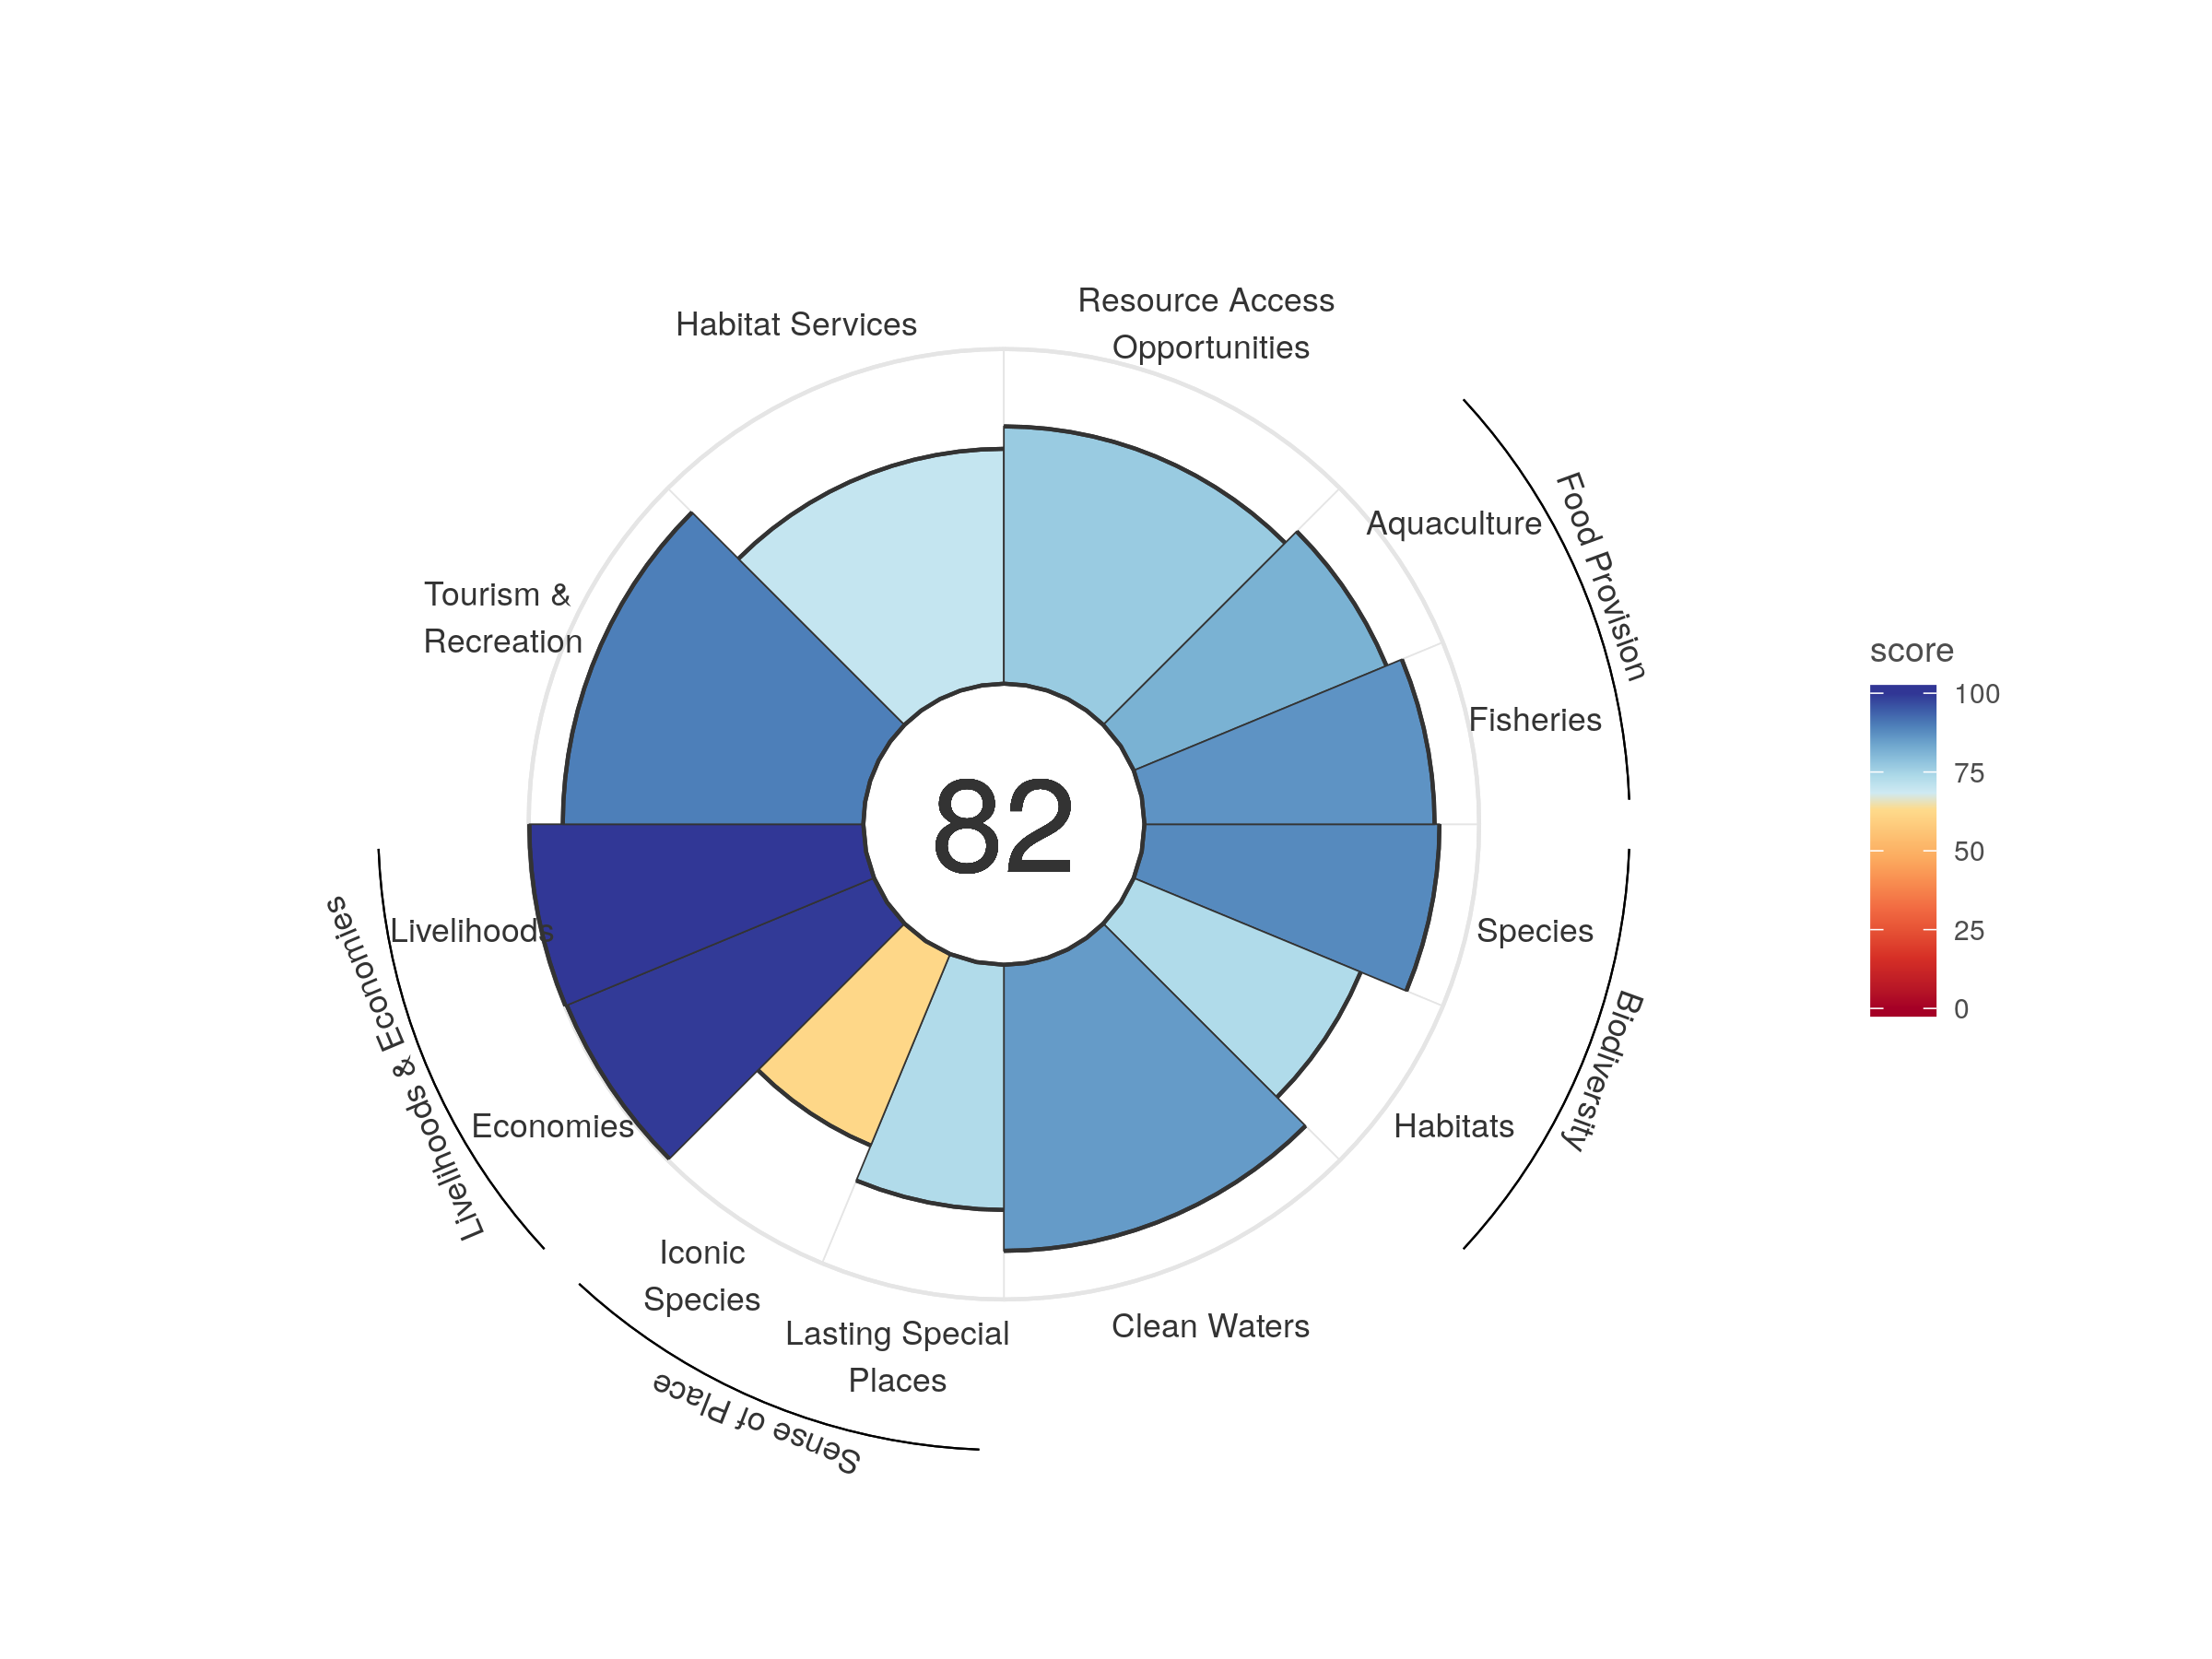 Resource Access
Opportunities
Habitat Services
Aquaculture
Food Provision
Tourism &
Recreation
Fisheries
score
100
75
50
25
0
82
Livelihoods
Species
Livelihoods & Economies
Biodiversity
Economies
Habitats
Iconic
Species
Lasting Special
Places
Clean Waters
Sense of Place